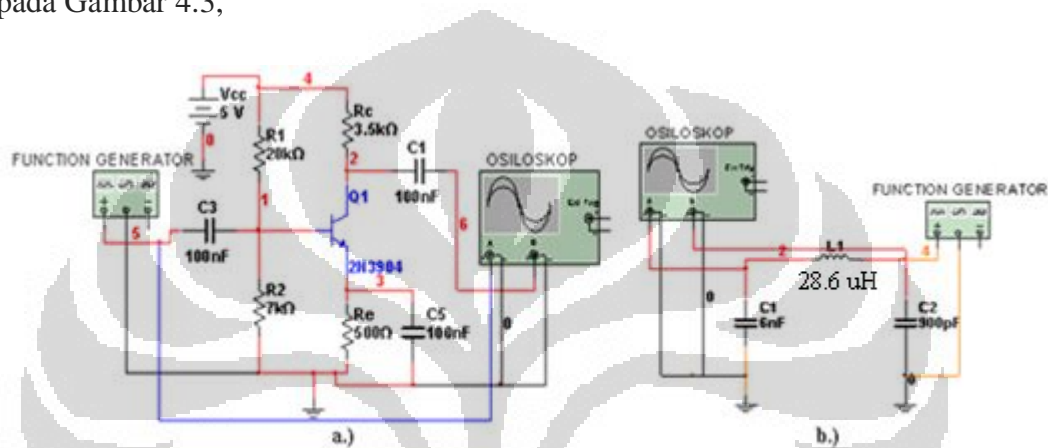 pada Gambar 4.3,
4
Vcc
5 V
0
R1
20kΩ
Rc
3.5kΩ
2
C1
100nF
FUNCTION GENERATOR
OSILOSKOP
1
Q1
C3
100nF
5
6
A
B
2N3904
3
R2
7kΩ
Re
500Ω
C5
100nF
0
a.)
OSILOSKOP
A
B
FUNCTION GENERATOR
2
L1
4
28.6 uH
0
C1
6nF
C2
900pF
0
b.)